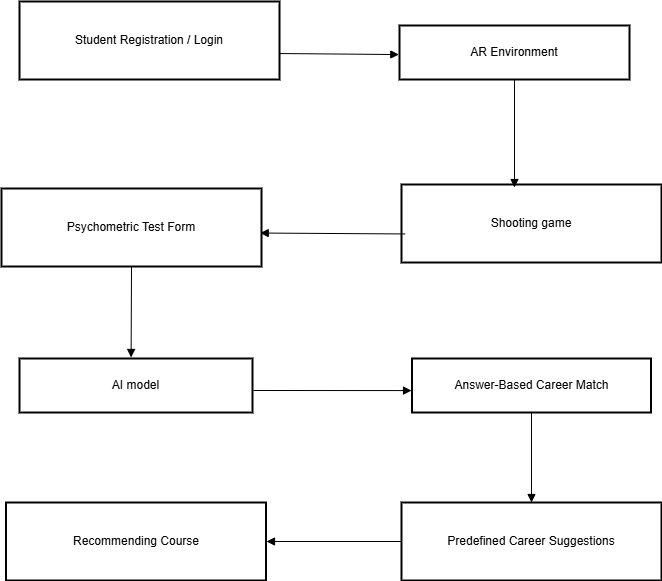 Student Registration / Login
AR Environment
Shooting game
Psychometric Test Form
AI model
Answer-Based Career Match
Predefined Career Suggestions
Recommending Course